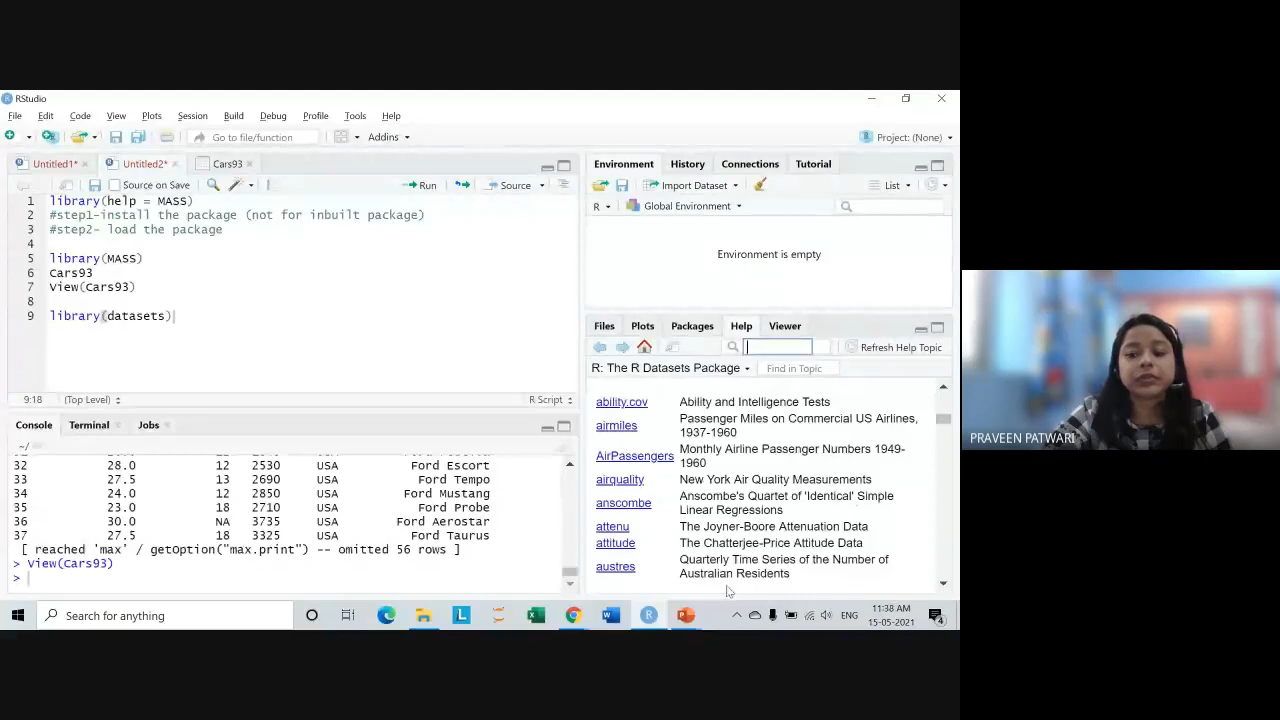 RStudio
File Edit Code View Plots Session Build Debug Profile Tools Help
Go to file/function Addins Project: (None)
Untitled1* Untitled2* Cars93
Source on Save Run Source
1 library(help = MASS)
2 #step1-install the package (not for inbuilt package)
3 #step2- load the package
4
5 library(MASS)
6 Cars93
7 View(Cars93)
8
9 library(datasets)
9:18 (Top Level) R Script
Console Terminal Jobs
~/
32 28.0 12 2530 USA Ford Escort
33 27.5 13 2690 USA Ford Tempo
34 24.0 12 2850 USA Ford Mustang
35 23.0 18 2710 USA Ford Probe
36 30.0 NA 3735 USA Ford Aerostar
37 27.5 18 3325 USA Ford Taurus
[ reached 'max' / getOption("max.print") -- omitted 56 rows ]
> View(Cars93)
>
Environment History Connections Tutorial
Import Dataset List
R Global Environment
Environment is empty
Files Plots Packages Help Viewer
Refresh Help Topic
R: The R Datasets Package Find in Topic
ability.cov Ability and Intelligence Tests
airmiles Passenger Miles on Commercial US Airlines,
1937-1960
AirPassengers Monthly Airline Passenger Numbers 1949-
1960
airquality New York Air Quality Measurements
anscombe Anscombe's Quartet of 'Identical' Simple
Linear Regressions
attenu The Joyner-Boore Attenuation Data
attitude The Chatterjee-Price Attitude Data
austres Quarterly Time Series of the Number of
Australian Residents
Search for anything
ENG
11:38 AM
15-05-2021
4
PRAVEEN PATWARI